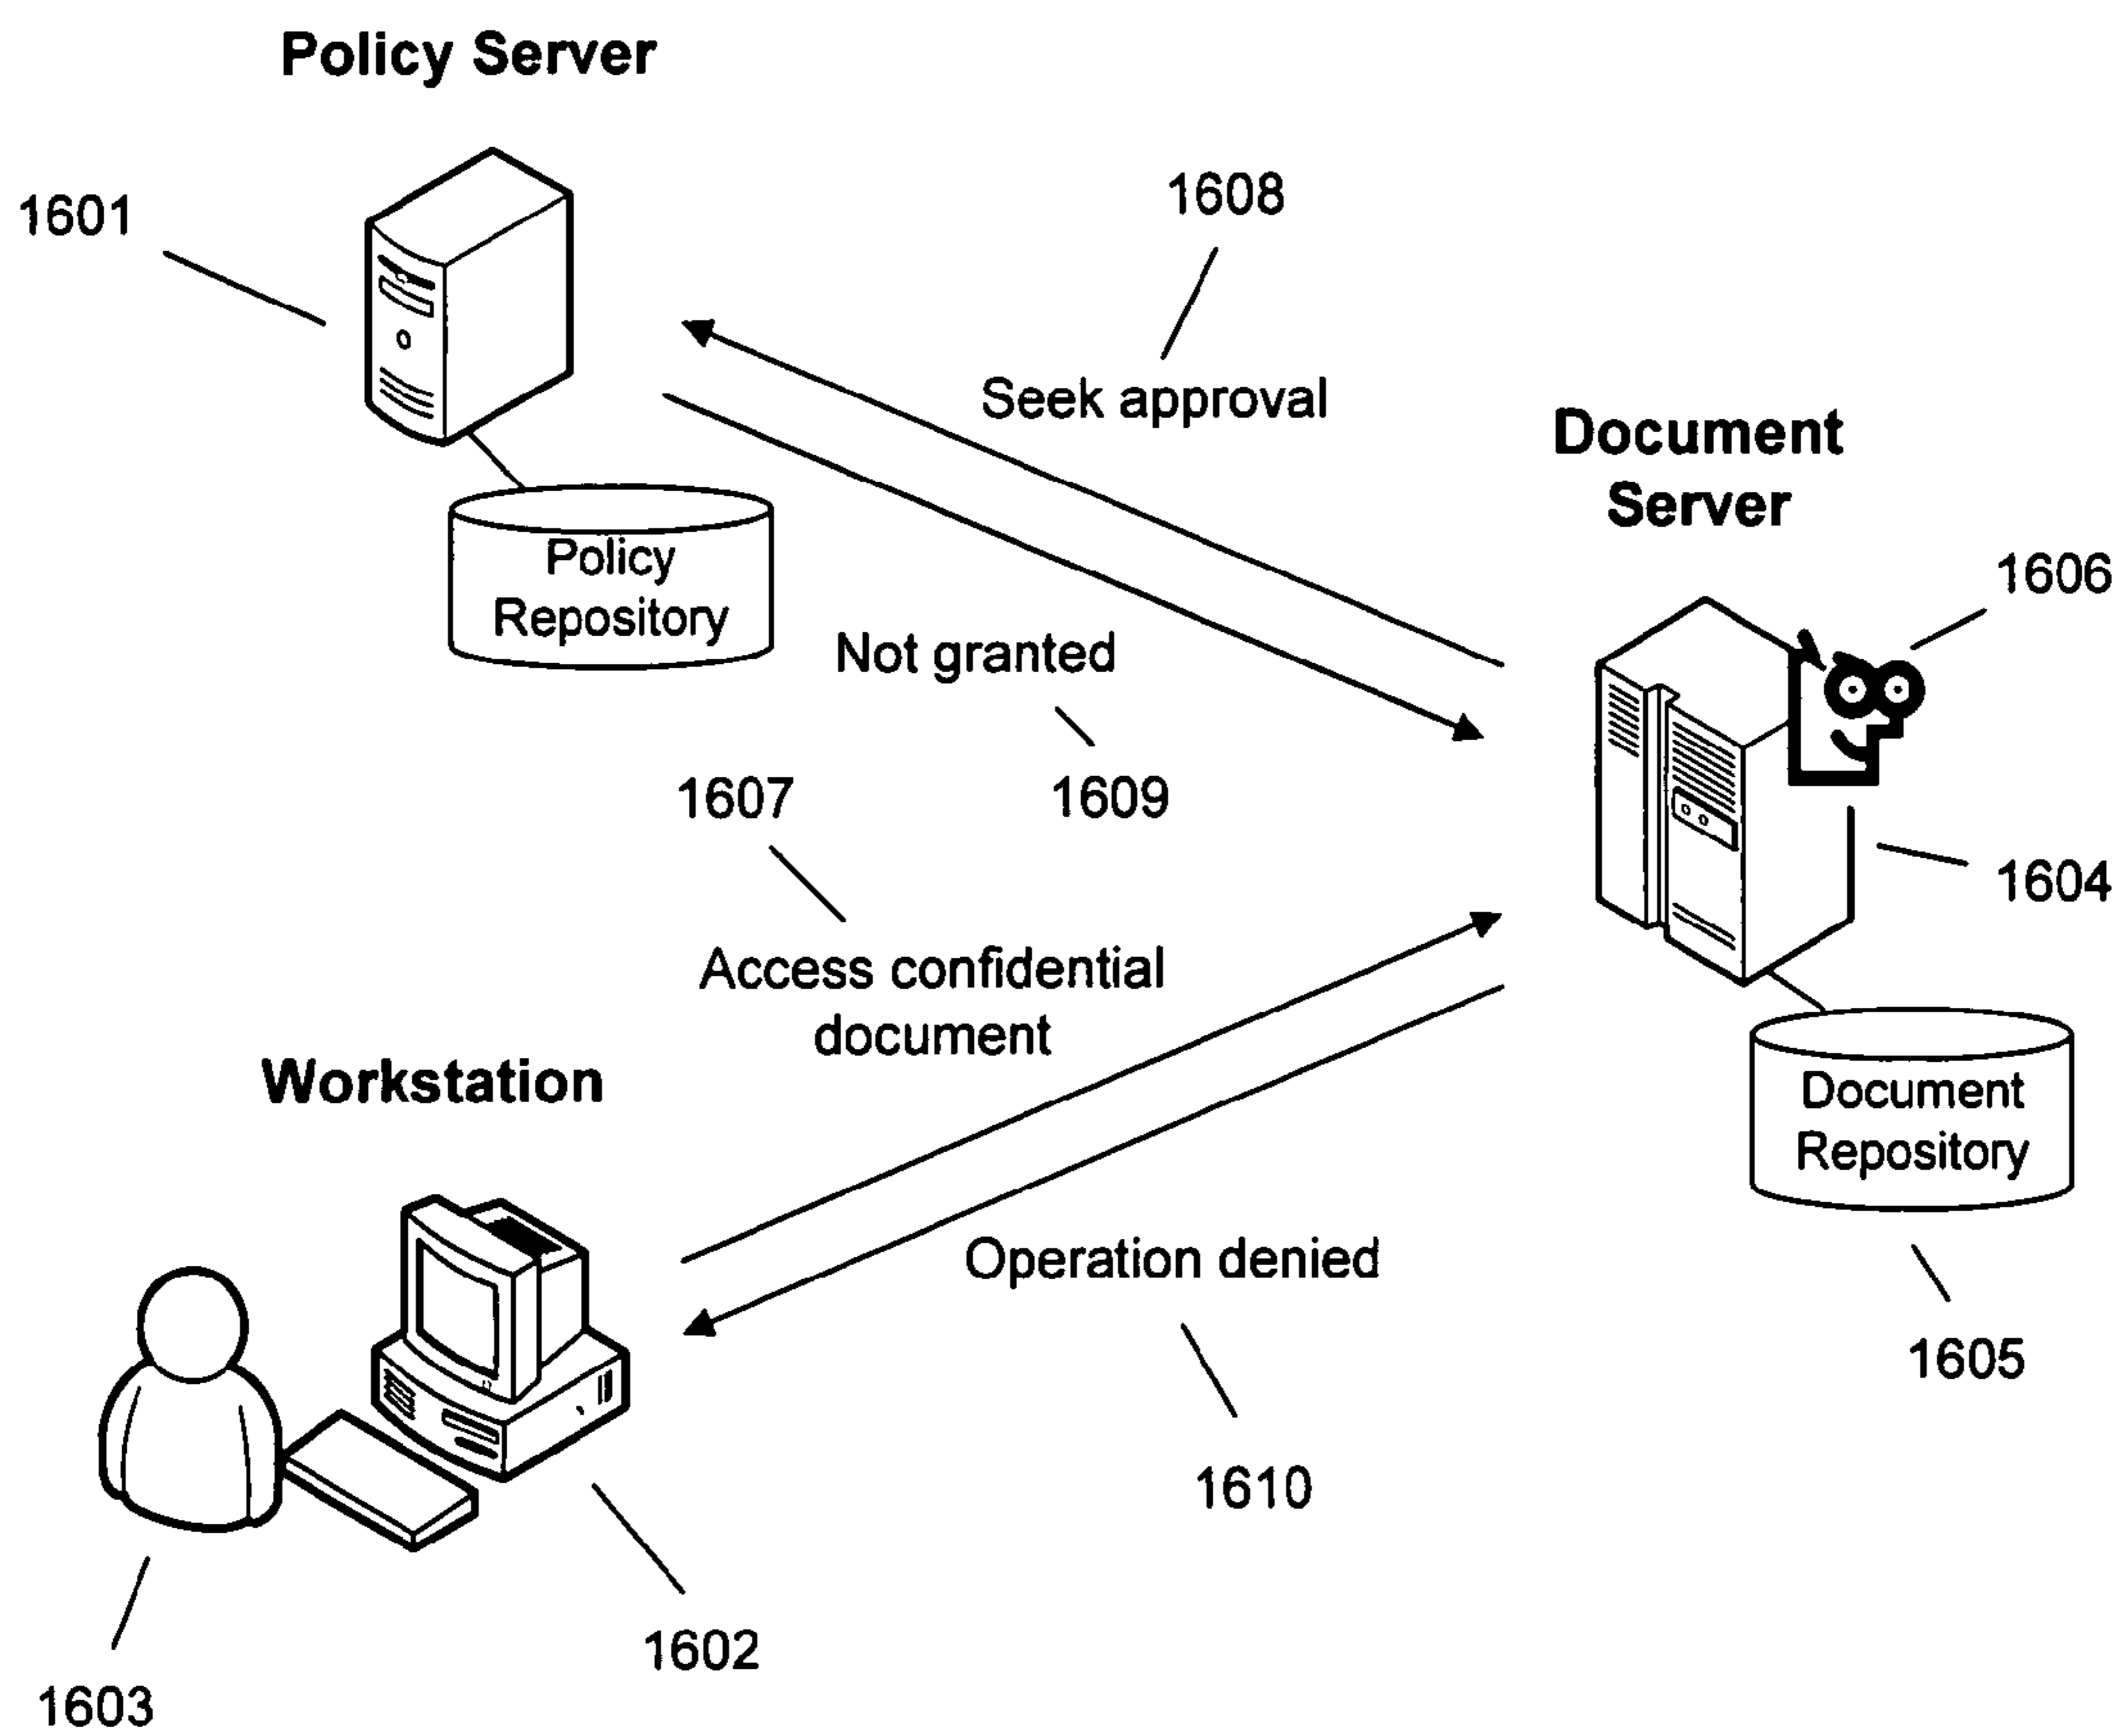 Policy Server
1601
1608
Seek approval
Document
Server
Policy
Repository
1606
Not granted
1607
1609
1604
Access confidential
document
Workstation
Document
Repository
Operation denied
1605
1610
1602
1603